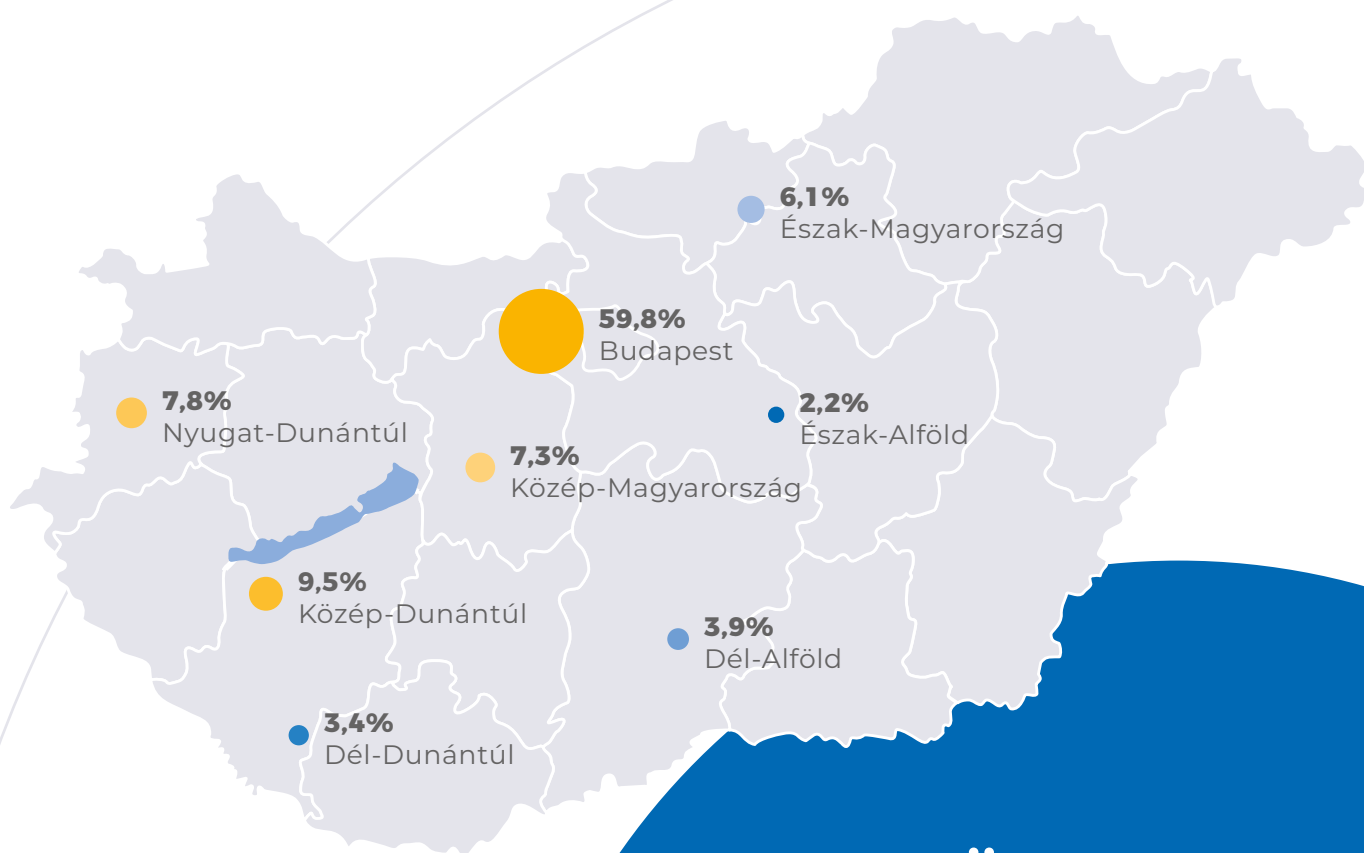 6,1%
Észak-Magyarország
59,8%
Budapest
7,8%
Nyugat-Dunántúl
2,2%
Észak-Alföld
7,3%
Közép-Magyarország
9,5%
Közép-Dunántúl
3,9%
Dél-Alföld
3,4%
Dél-Dunántúl